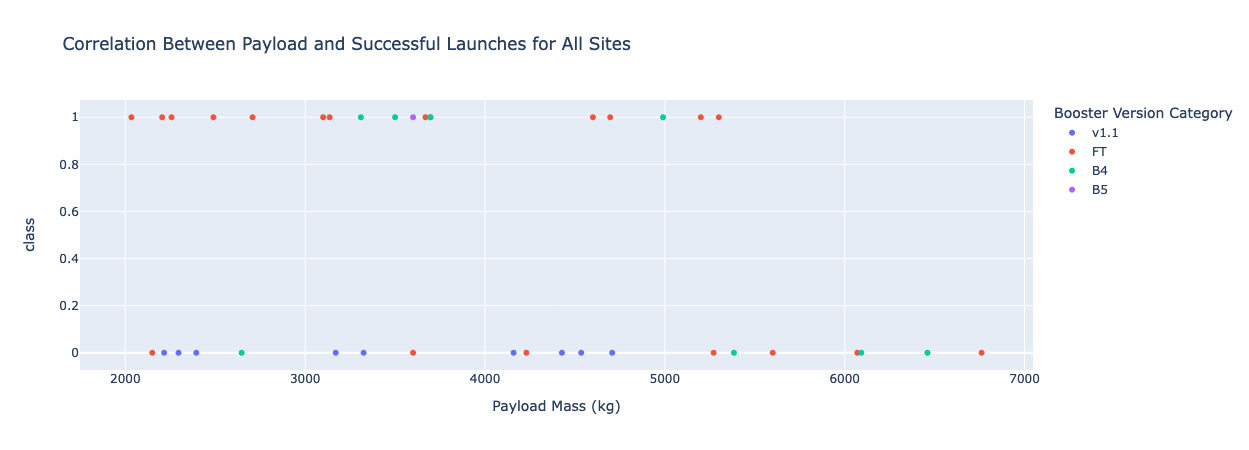 Correlation Between Payload and Successful Launches for All Sites
Booster Version Category
v1.1
FT
B4
B5
class
1
0.8
0.6
0.4
0.2
0
2000 3000 4000 5000 6000 7000
Payload Mass (kg)